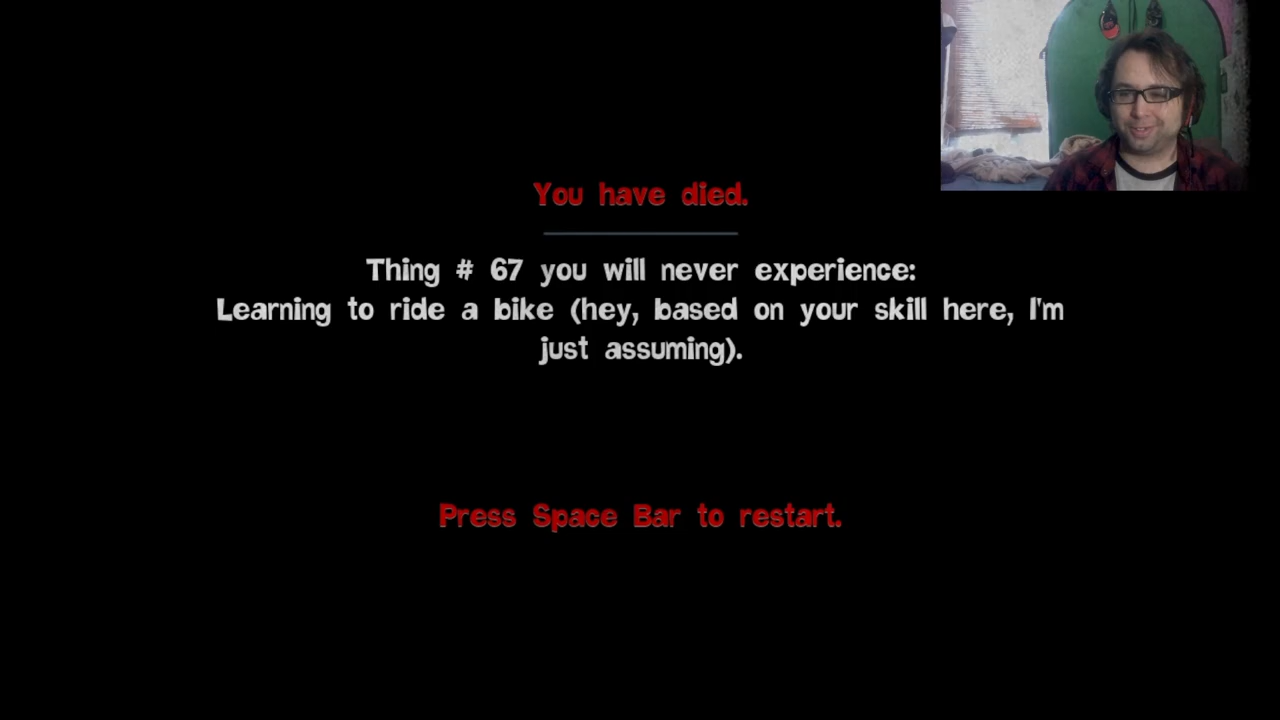 You have died.
Thing # 67 you will never experience:
Learning to ride a bike (hey, based on your skill here, I'm
just assuming).
Press Space Bar to restart.